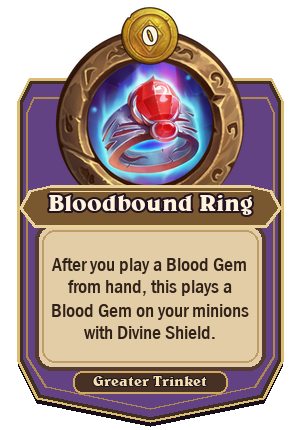 0
Bloodbound Ring
After you play a Blood Gem
from hand, this plays a
Blood Gem on your minions
with Divine Shield.
Greater Trinket